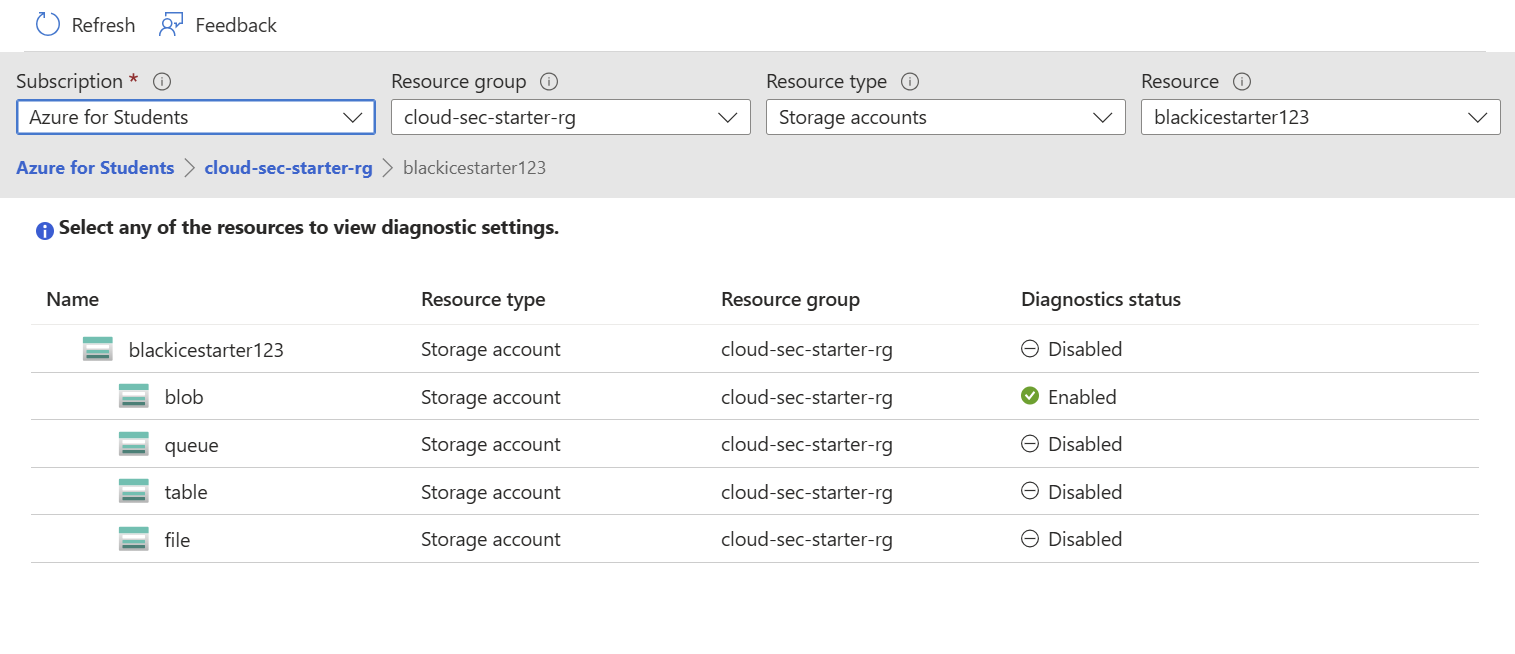 Refresh Feedback
Subscription * Resource group Resource type Resource
Azure for Students cloud-sec-starter-rg Storage accounts blackicestarter123
Azure for Students > cloud-sec-starter-rg > blackicestarter123
Select any of the resources to view diagnostic settings.
Name Resource type Resource group Diagnostics status
blackicestarter123 Storage account cloud-sec-starter-rg Disabled
blob Storage account cloud-sec-starter-rg Enabled
queue Storage account cloud-sec-starter-rg Disabled
table Storage account cloud-sec-starter-rg Disabled
file Storage account cloud-sec-starter-rg Disabled